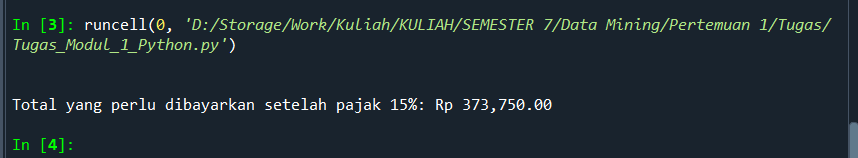 In [3]: runcell(0, 'D:/Storage/Work/Kuliah/KULIAH/SEMESTER 7/Data Mining/Pertemuan 1/Tugas/
Tugas_Modul_1_Python.py')
Total yang perlu dibayarkan setelah pajak 15%: Rp 373,750.00
In [4]: